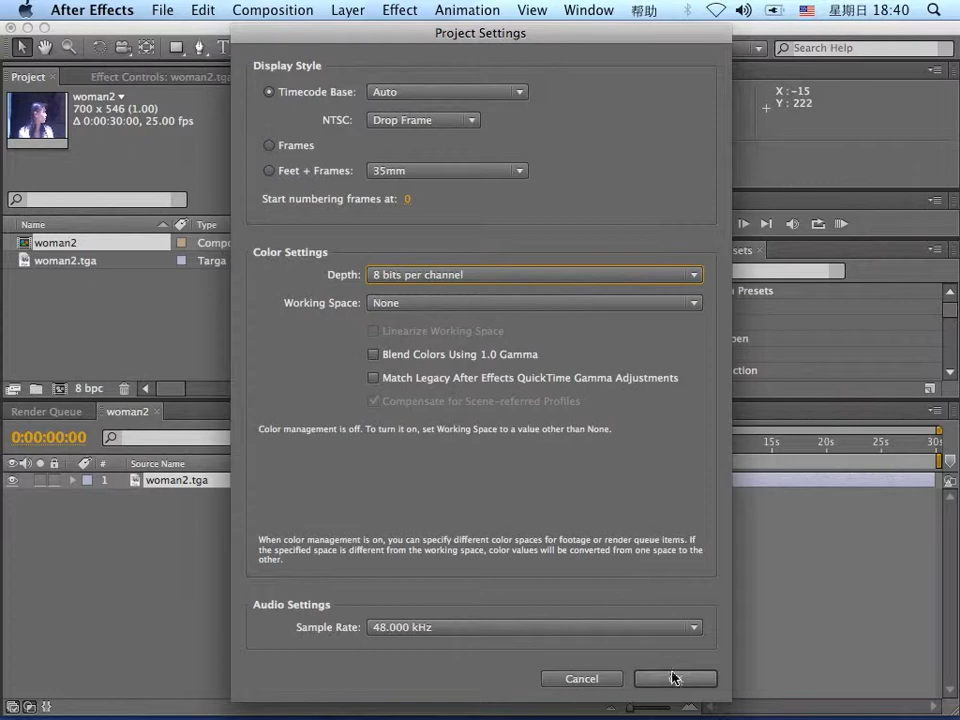 After Effects File Edit Composition Layer Effect Animation View Window 帮助 星期日 18:40
Project Settings
Search Help
Project Effect Controls: woman2.tga
woman2
700 x 546 (1.00)
Δ 0:00:30:00, 25.00 fps
X : -15
Y : 222
Display Style
Timecode Base: Auto
NTSC: Drop Frame
Frames
Feet + Frames: 35mm
Start numbering frames at: 0
Name Type
woman2 Compo
woman2.tga Targa
8 bpc
Color Settings
Depth: 8 bits per channel
Working Space: None
Linearize Working Space
Blend Colors Using 1.0 Gamma
Match Legacy After Effects QuickTime Gamma Adjustments
Compensate for Scene-referred Profiles
Color management is off. To turn it on, set Working Space to a value other than None.
When color management is on, you can specify different color spaces for footage or render queue items. If
the specified space is different from the working space, color values will be converted from one space to the
other.
Audio Settings
Sample Rate: 48.000 kHz
Cancel
sets
Presets
Render Queue woman2
0:00:00:00
# Source Name
1 woman2.tga
15s 20s 25s 30s